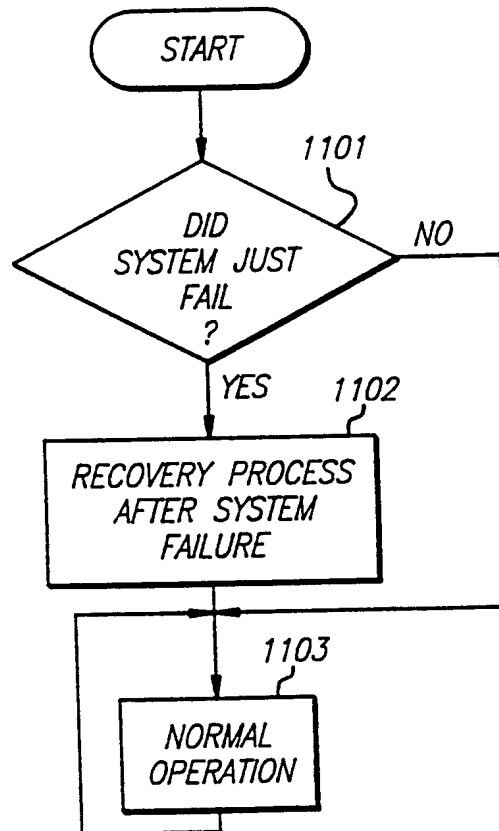 START
1101
DID
SYSTEM JUST
FAIL
?
NO
YES
1102
RECOVERY PROCESS
AFTER SYSTEM
FAILURE
1103
NORMAL
OPERATION